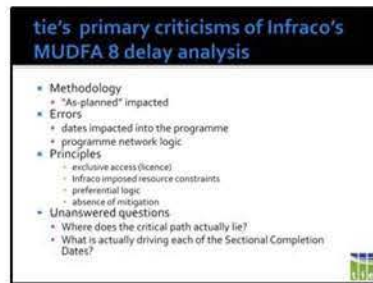 tie's primary criticisms of Infraco's
MUDFA 8 delay analysis
Methodology
"As-planned" impacted
Errors
dates impacted into the programme
programme network logic
Principles
exclusive access (licence)
Infraco imposed resource constraints
preferential logic
absence of mitigation
Unanswered questions
Where does the critical path actually lie?
What is actually driving each of the Sectional Completion
Dates?
tie